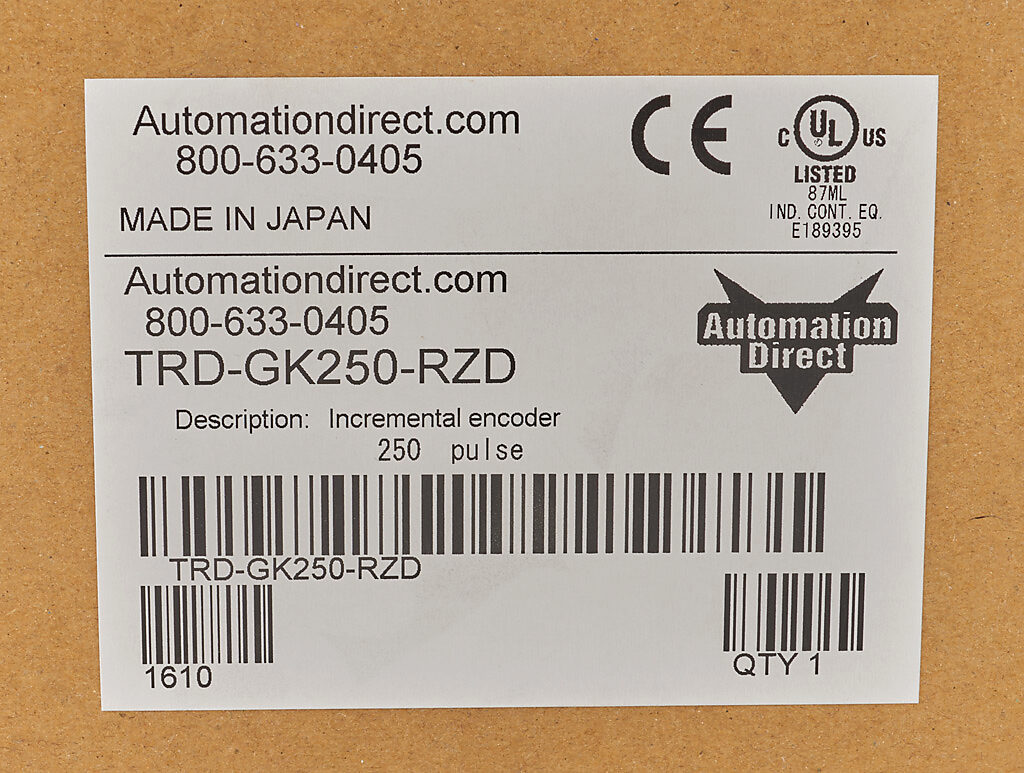 Automationdirect.com
800-633-0405
MADE IN JAPAN
CE
C UL US
LISTED
87ML
IND. CONT. EQ.
E189395
Automationdirect.com
800-633-0405
TRD-GK250-RZD
Automation
Direct
Description: Incremental encoder
250 pulse
TRD-GK250-RZD
1610
QTY 1